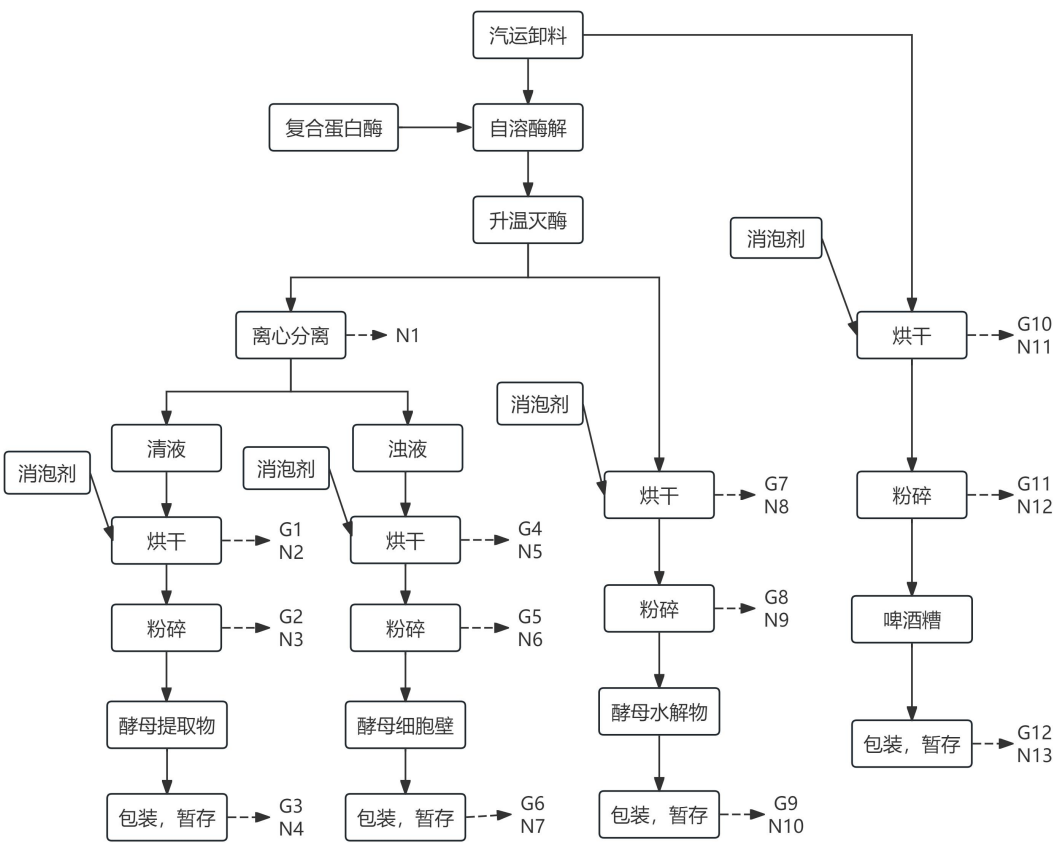 汽运卸料
复合蛋白酶
自溶酶解
升温灭酶
消泡剂
离心分离
N1
烘干
G10
N11
消泡剂
清液
浊液
消泡剂
消泡剂
烘干
G7
N8
粉碎
G11
N12
烘干
G1
N2
烘干
G4
N5
粉碎
G2
N3
粉碎
G5
N6
粉碎
G8
N9
啤酒糟
酵母提取物
酵母细胞壁
酵母水解物
包装，暂存
G12
N13
包装，暂存
G3
N4
包装，暂存
G6
N7
包装，暂存
G9
N10